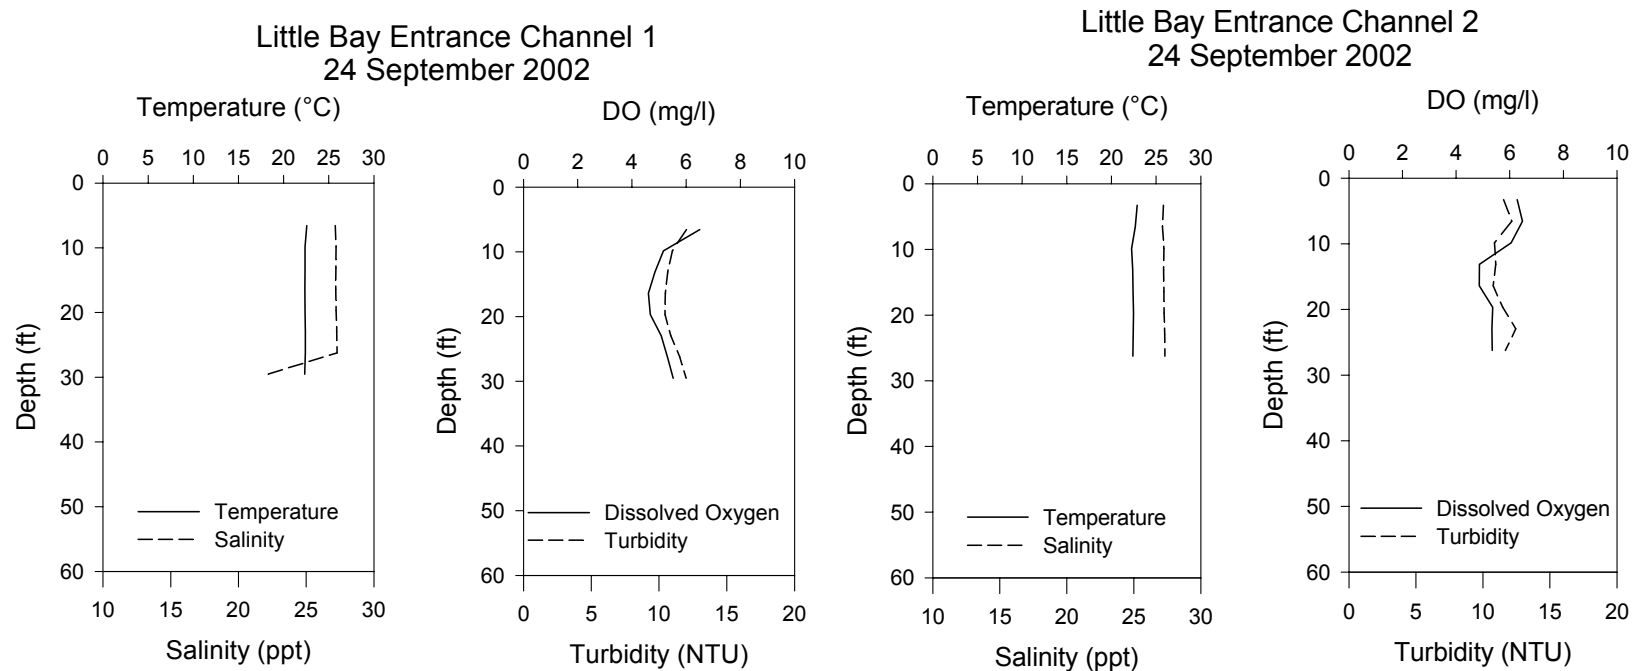 Little Bay Entrance Channel 1
24 September 2002
Temperature (°C)
0 5 10 15 20 25 30
0
10
20
30
40
50
60
Depth (ft)
Temperature
Salinity
10 15 20 25 30
Salinity (ppt)
DO (mg/l)
0 2 4 6 8 10
0
10
20
30
40
50
60
Depth (ft)
Dissolved Oxygen
Turbidity
0 5 10 15 20
Turbidity (NTU)
Little Bay Entrance Channel 2
24 September 2002
Temperature (°C)
0 5 10 15 20 25 30
0
10
20
30
40
50
60
Depth (ft)
Temperature
Salinity
10 15 20 25 30
Salinity (ppt)
DO (mg/l)
0 2 4 6 8 10
0
10
20
30
40
50
60
Depth (ft)
Dissolved Oxygen
Turbidity
0 5 10 15 20
Turbidity (NTU)